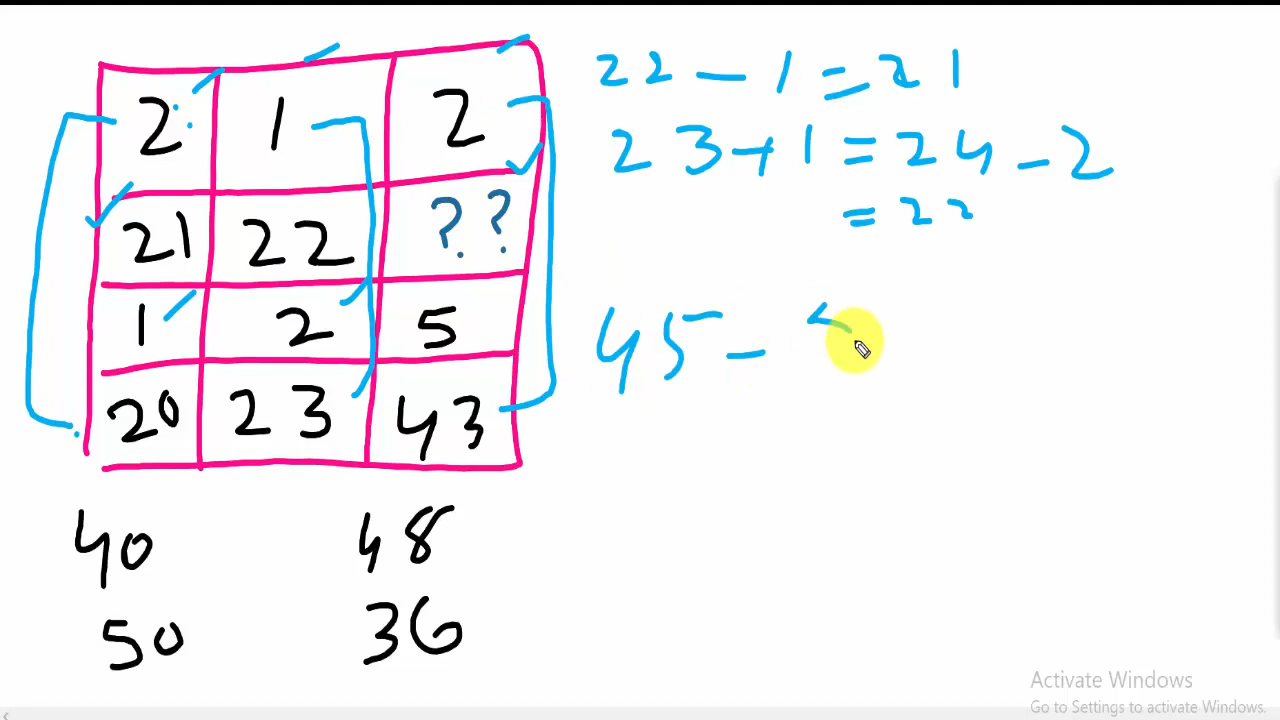 2 1 2
21 22 ??
1 2 5
20 23 43
22 - 1 = 21
23 + 1 = 24 - 2
= 22
45 -
40 48
50 36
Activate Windows
Go to Settings to activate Windows.